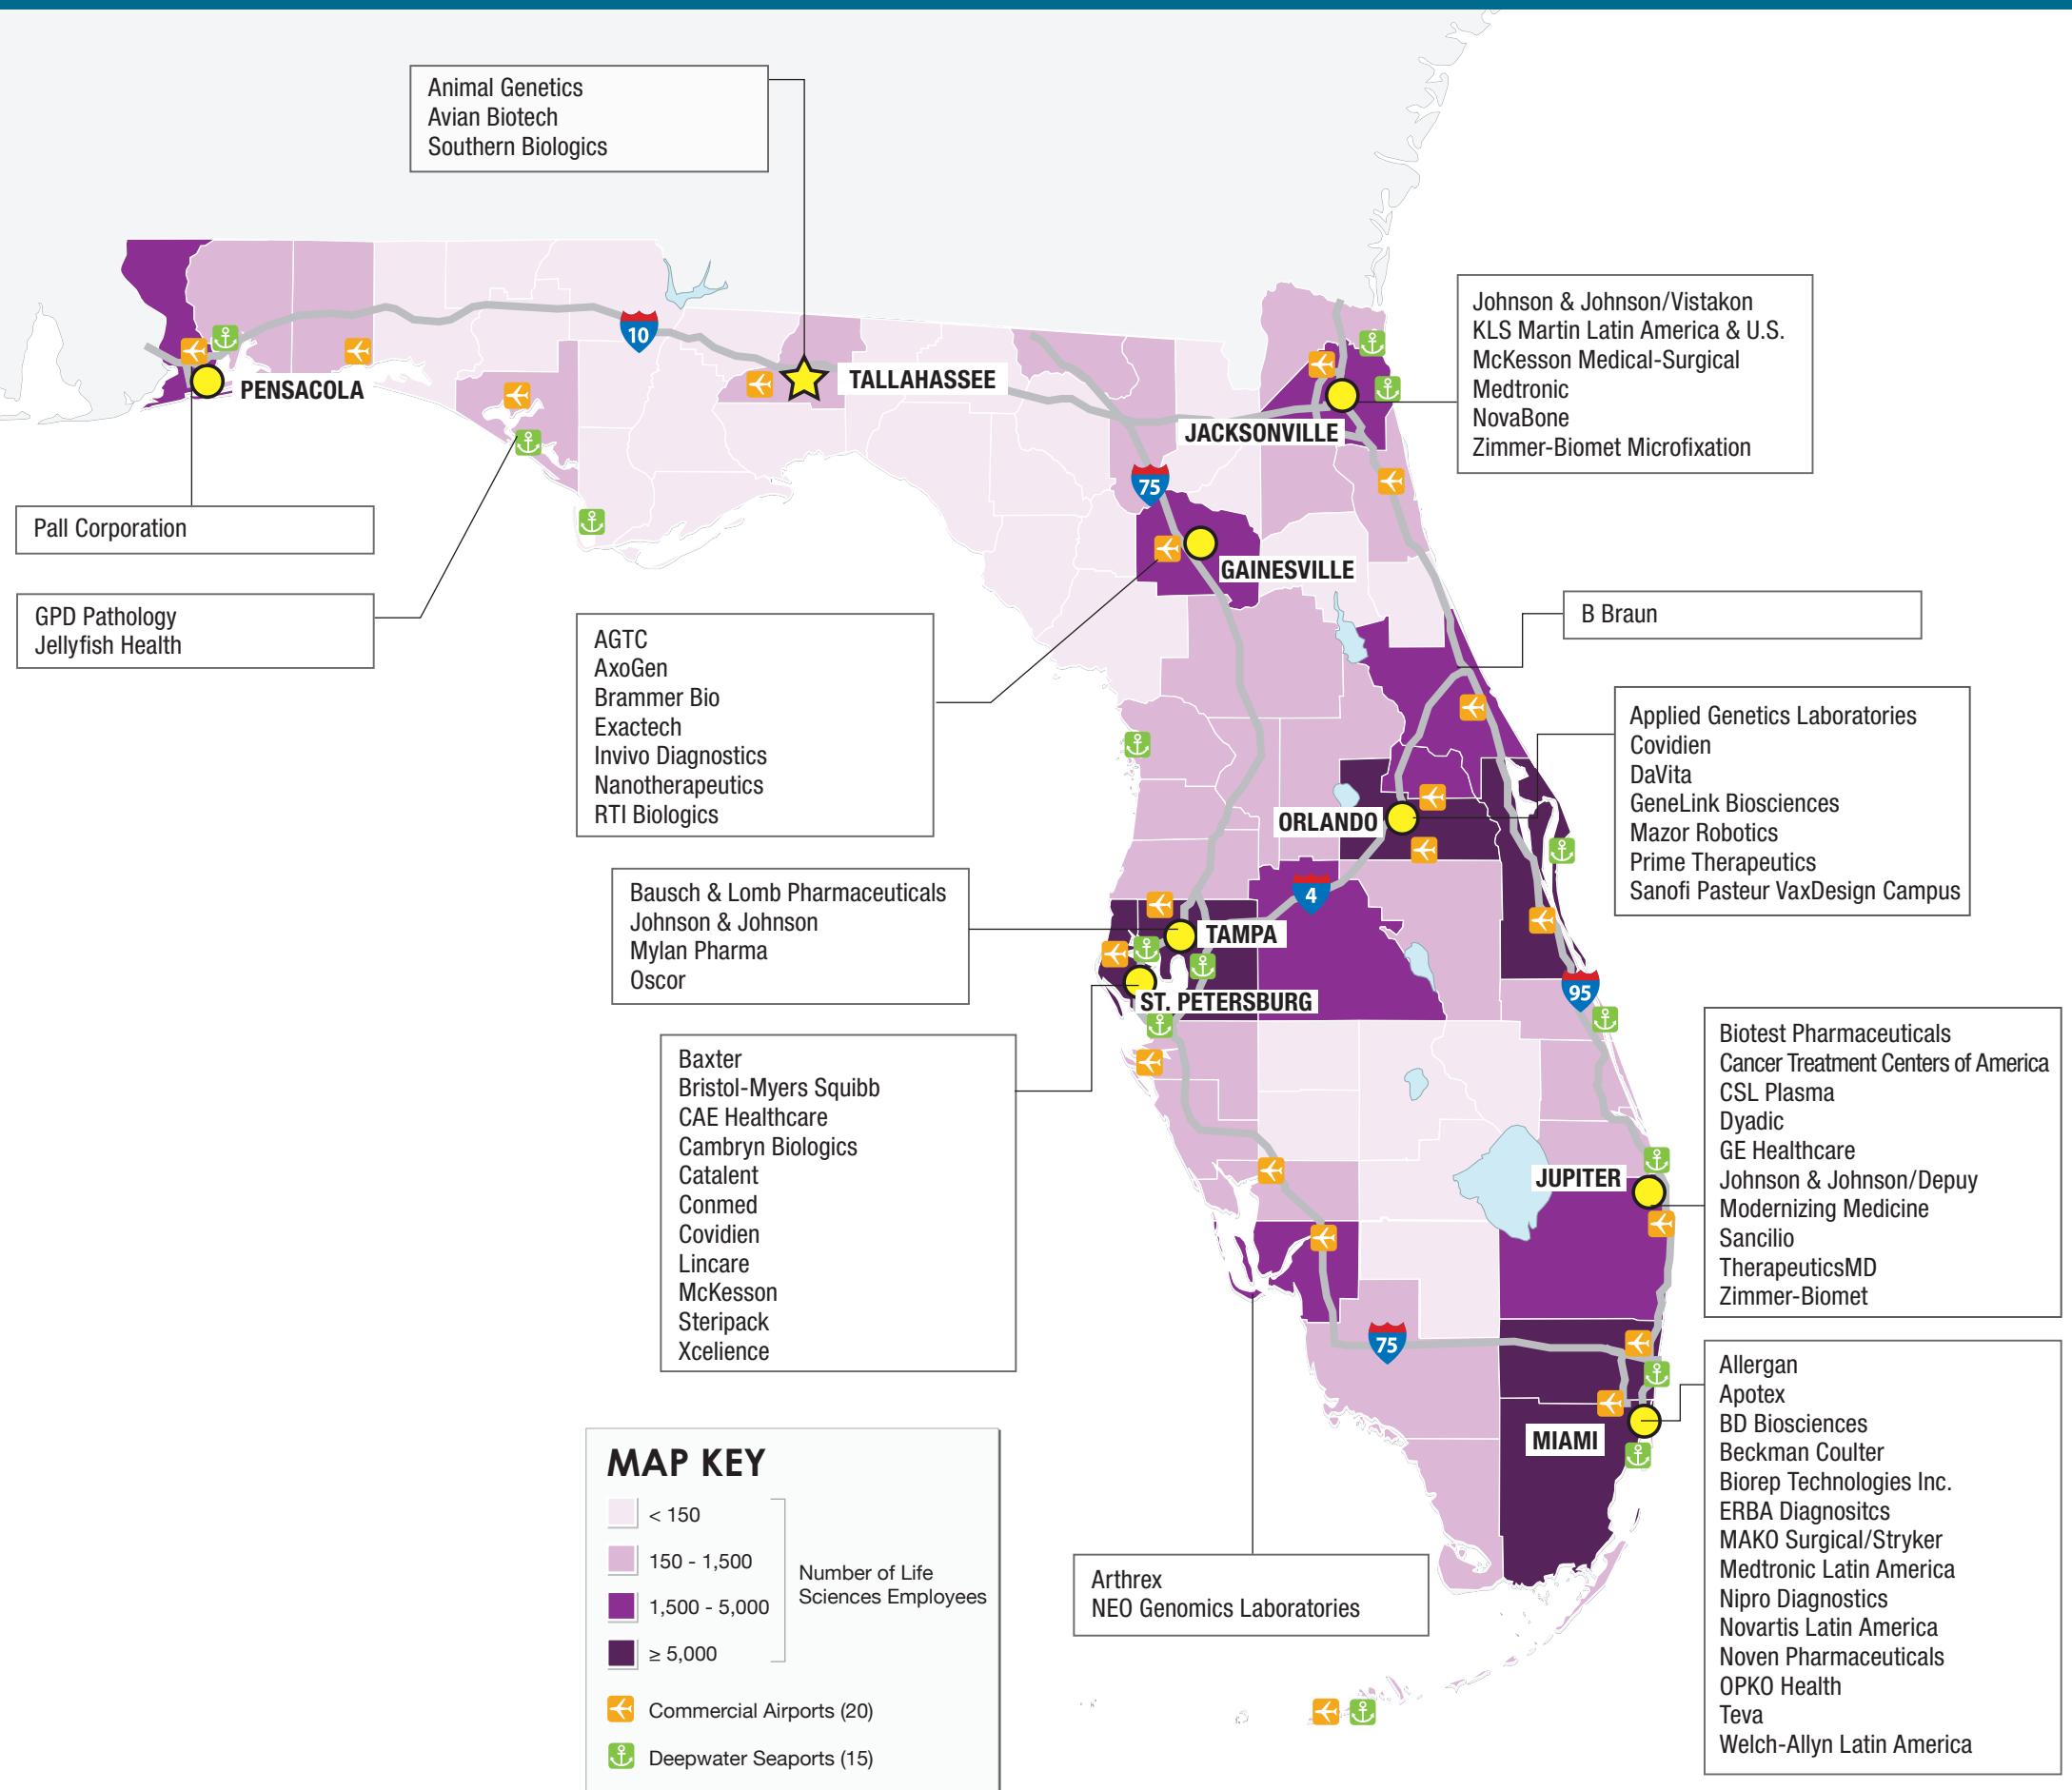 Animal Genetics
Avian Biotech
Southern Biologics
Johnson & Johnson/Vistakon
KLS Martin Latin America & U.S.
McKesson Medical-Surgical
Medtronic
NovaBone
Zimmer-Biomet Microfixation
10
PENSACOLA
TALLAHASSEE
JACKSONVILLE
75
Pall Corporation
GAINESVILLE
GPD Pathology
Jellyfish Health
B Braun
AGTC
AxoGen
Brammer Bio
Exactech
Invivo Diagnostics
Nanotherapeutics
RTI Biologics
Applied Genetics Laboratories
Covidien
DaVita
GeneLink Biosciences
Mazor Robotics
Prime Therapeutics
Sanofi Pasteur VaxDesign Campus
ORLANDO
4
Bausch & Lomb Pharmaceuticals
Johnson & Johnson
Mylan Pharma
Oscor
TAMPA
ST. PETERSBURG
95
Baxter
Bristol-Myers Squibb
CAE Healthcare
Cambryn Biologics
Catalent
Conmed
Covidien
Lincare
McKesson
Steripack
Xcelience
Biotest Pharmaceuticals
Cancer Treatment Centers of America
CSL Plasma
Dyadic
GE Healthcare
Johnson & Johnson/Depuy
Modernizing Medicine
Sancilio
TherapeuticsMD
Zimmer-Biomet
JUPITER
75
MIAMI
Allergan
Apotex
BD Biosciences
Beckman Coulter
Biorep Technologies Inc.
ERBA Diagnositcs
MAKO Surgical/Stryker
Medtronic Latin America
Nipro Diagnostics
Novartis Latin America
Noven Pharmaceuticals
OPKO Health
Teva
Welch-Allyn Latin America
Arthrex
NEO Genomics Laboratories
MAP KEY
< 150
150 - 1,500
1,500 - 5,000
≥ 5,000
Number of Life
Sciences Employees
Commercial Airports (20)
Deepwater Seaports (15)